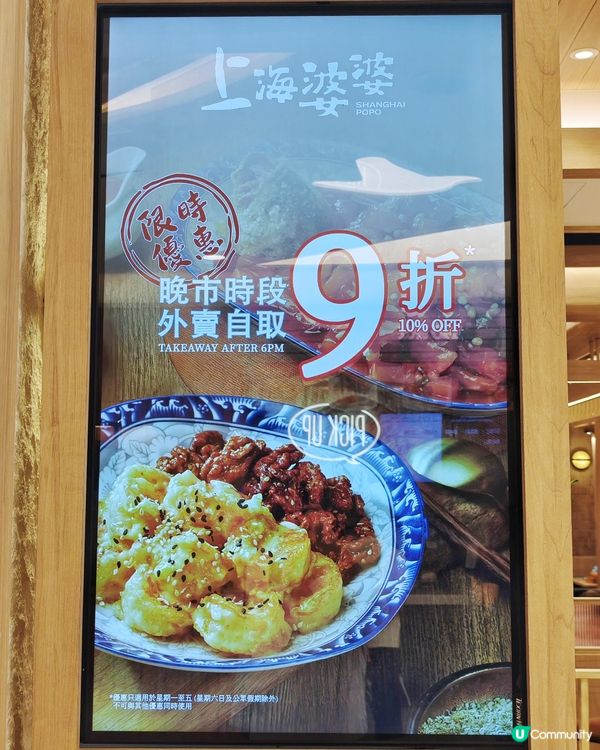 上海婆婆
SHANGHAI
POPO
限時
優惠
晚市時段
外賣自取
TAKEAWAY AFTER 6PM
9折*
10% OFF
PICK UP
*優惠只適用於星期一至五 (星期六日及公眾假期除外)
不可與其他優惠同時使用
U Community